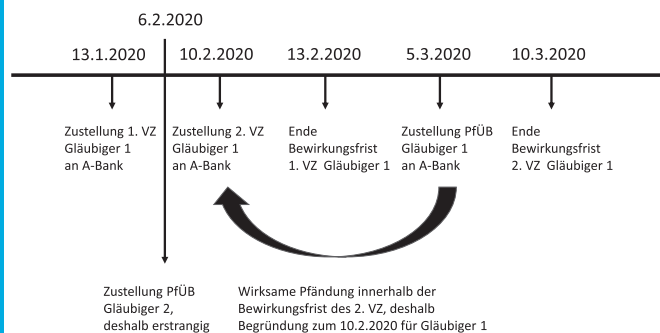 6.2.2020
13.1.2020
10.2.2020
13.2.2020
5.3.2020
10.3.2020
Zustellung 1. VZ
Gläubiger 1
an A-Bank
Zustellung 2. VZ
Gläubiger 1
an A-Bank
Ende
Bewirkungsfrist
1. VZ Gläubiger 1
Zustellung PfÜB
Gläubiger 1
an A-Bank
Ende
Bewirkungsfrist
2. VZ Gläubiger 1
Zustellung PfÜB
Gläubiger 2,
deshalb erstrangig
Wirksame Pfändung innerhalb der
Bewirkungsfrist des 2. VZ, deshalb
Begründung zum 10.2.2020 für Gläubiger 1